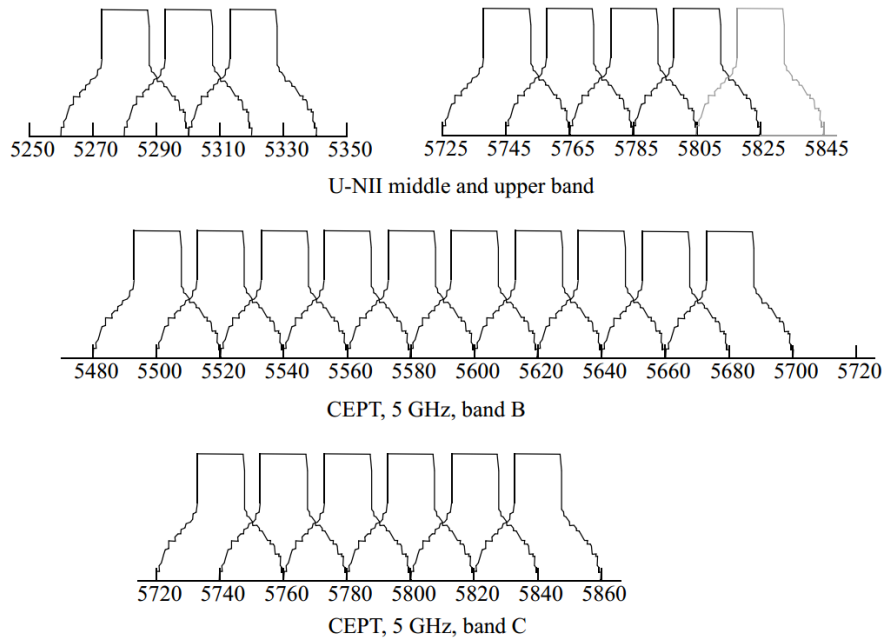 5250 5270 5290 5310 5330 5350
5725 5745 5765 5785 5805 5825 5845
U-NII middle and upper band
5480 5500 5520 5540 5560 5580 5600 5620 5640 5660 5680 5700 5720
CEPT, 5 GHz, band B
5720 5740 5760 5780 5800 5820 5840 5860
CEPT, 5 GHz, band C